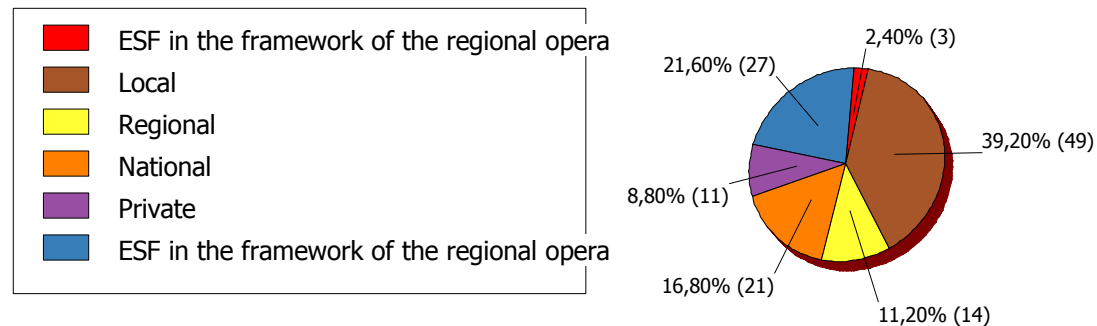 ESF in the framework of the regional opera
Local
Regional
National
Private
ESF in the framework of the regional opera
2,40% (3)
21,60% (27)
39,20% (49)
8,80% (11)
16,80% (21)
11,20% (14)